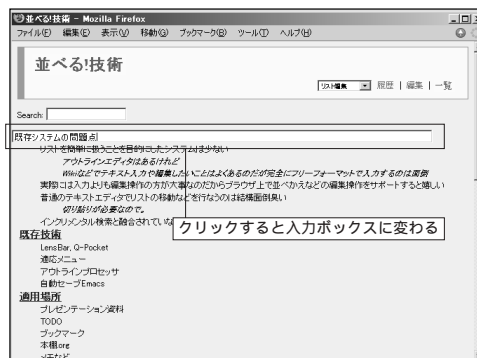 並べる!技術 - Mozilla Firefox
ファイル(F) 編集(E) 表示(V) 移動(G) ブックマーク(B) ツール(T) ヘルプ(H)
並べる!技術
リスト編集 履歴 | 編集 | 一覧
Search:
既存システムの問題点
リストを簡単に扱うことを目的にしたシステムは少ない
アウトラインエディタはあるけれど
Wikiなどでテキスト入力や編集したいことはよくあるのだが完全にフリーフォーマットで入力するのは面倒
実際には入力よりも編集操作の方が大事なのだからブラウザ上で並べかえなどの編集操作をサポートすると嬉しい
普通のテキストエディタでリストの移動などを行なうのは結構面倒臭い
切り貼りが必要なので。
インクリメンタル検索と融合されていな
クリックすると入力ボックスに変わる
既存技術
LensBar, Q-Pocket
適応メニュー
アウトラインプロセッサ
自動セーブEmacs
適用場所
プレゼンテーション資料
TODO
ブックマーク
本棚org
メモなど